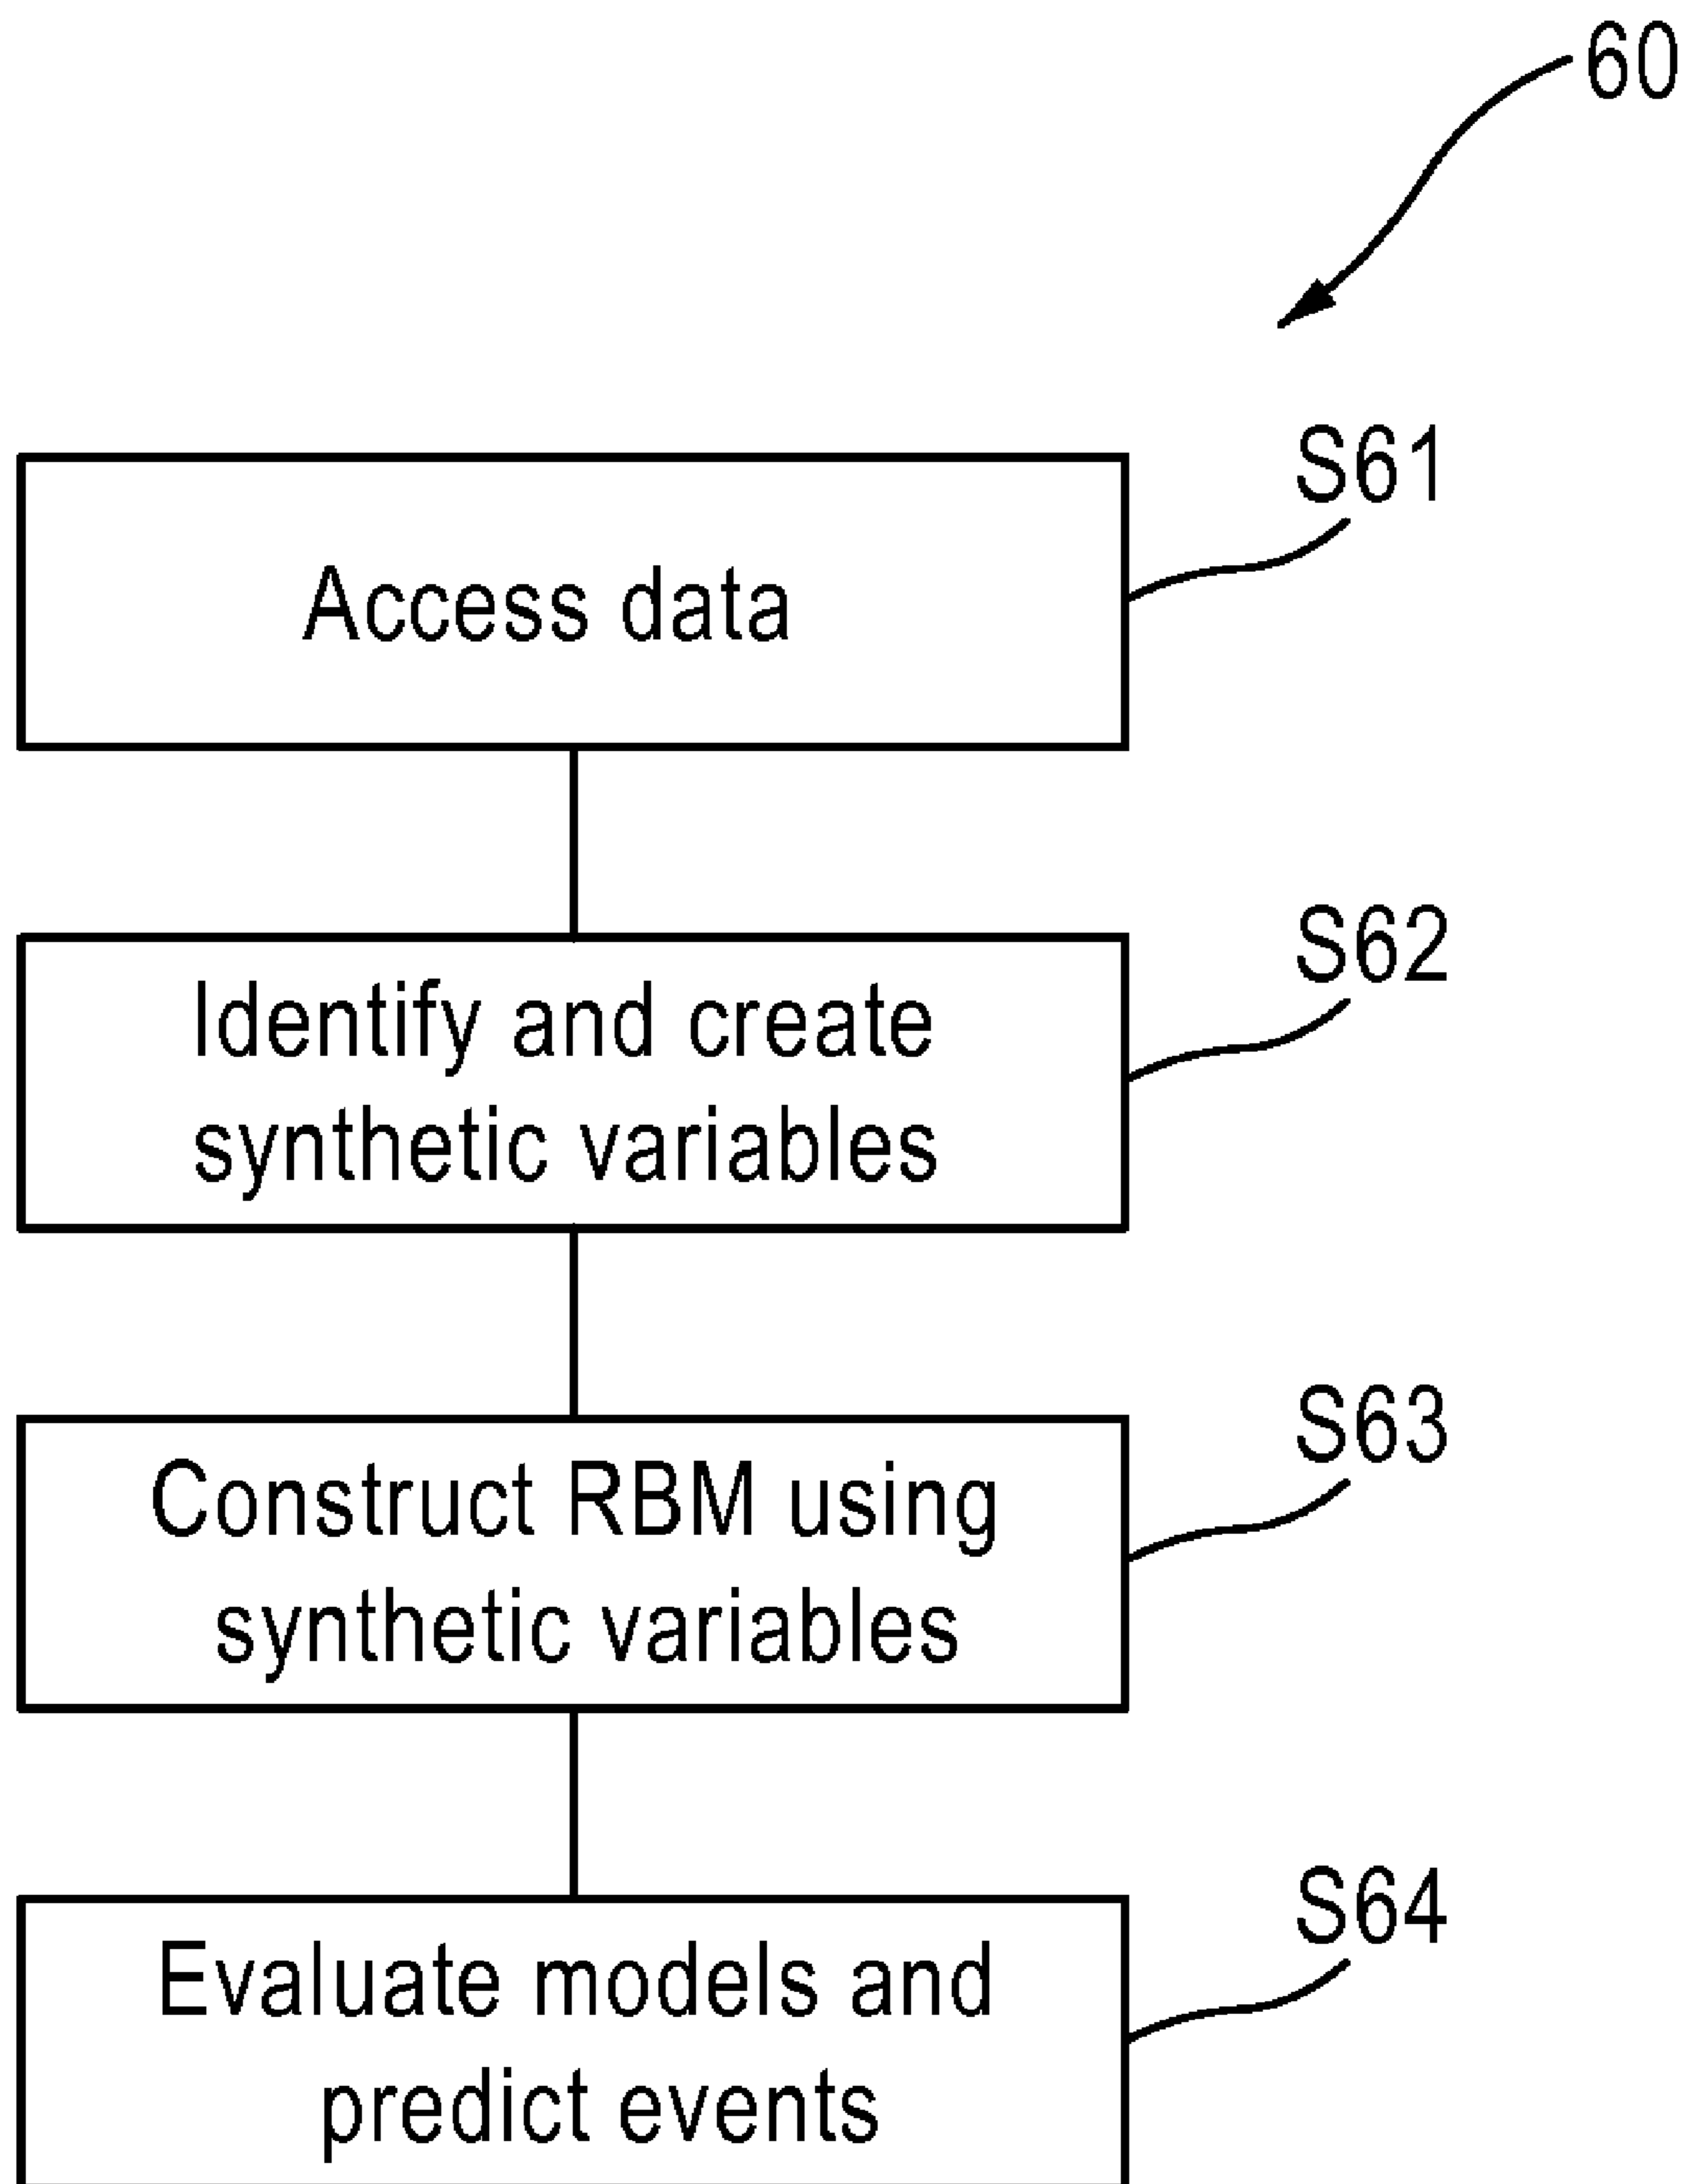 60
S61
Access data
S62
Identify and create
synthetic variables
S63
Construct RBM using
synthetic variables
S64
Evaluate models and
predict events